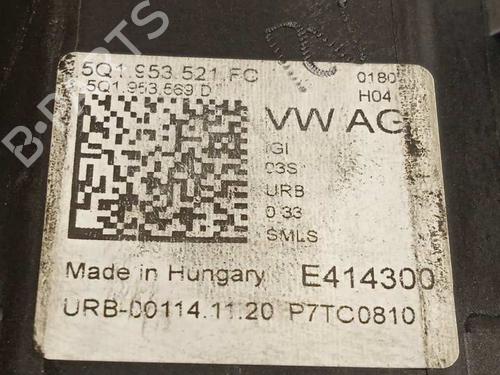 5Q1.953.521.FC
5Q1.953.569 D
0180
H04
VW AG
IGI
03S
URB
0.33
SMLS
Made in Hungary
E414300
URB-00114.11.20
P7TC0810
B-PARTS